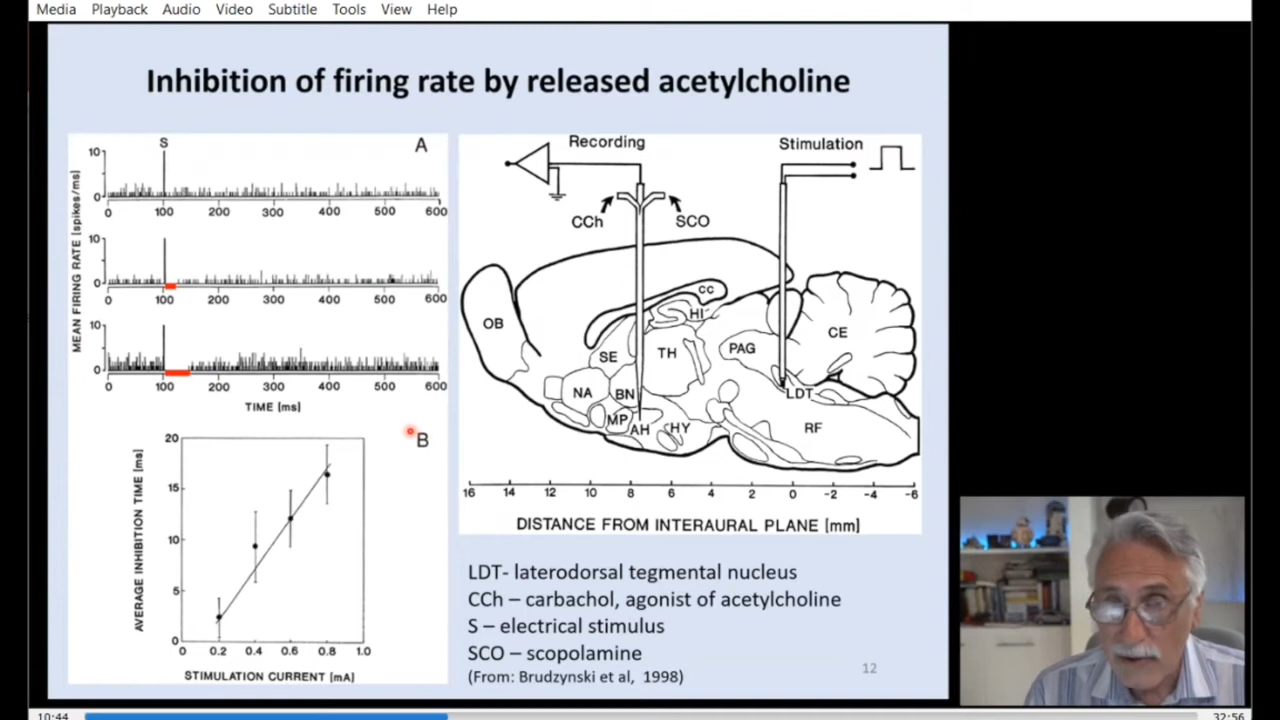 Media Playback Audio Video Subtitle Tools View Help
Inhibition of firing rate by released acetylcholine
S
A
10
0
0 100 200 300 400 500 600
10
0
0 100 200 300 400 500 600
10
0
0 100 200 300 400 500 600
MEAN FIRING RATE [spikes/ms]
TIME [ms]
B
20
15
10
5
0
0 0.2 0.4 0.6 0.8 1.0
AVERAGE INHIBITION TIME [ms]
STIMULATION CURRENT [mA]
Recording
Stimulation
CCh
SCO
OB
CC
HI
SE
TH
PAG
CE
NA
BN
LDT
MP
AH
HY
RF
16 14 12 10 8 6 4 2 0 -2 -4 -6
DISTANCE FROM INTERAURAL PLANE [mm]
LDT- laterodorsal tegmental nucleus
CCh – carbachol, agonist of acetylcholine
S – electrical stimulus
SCO – scopolamine
(From: Brudzynski et al, 1998)
12
10:44
32:56